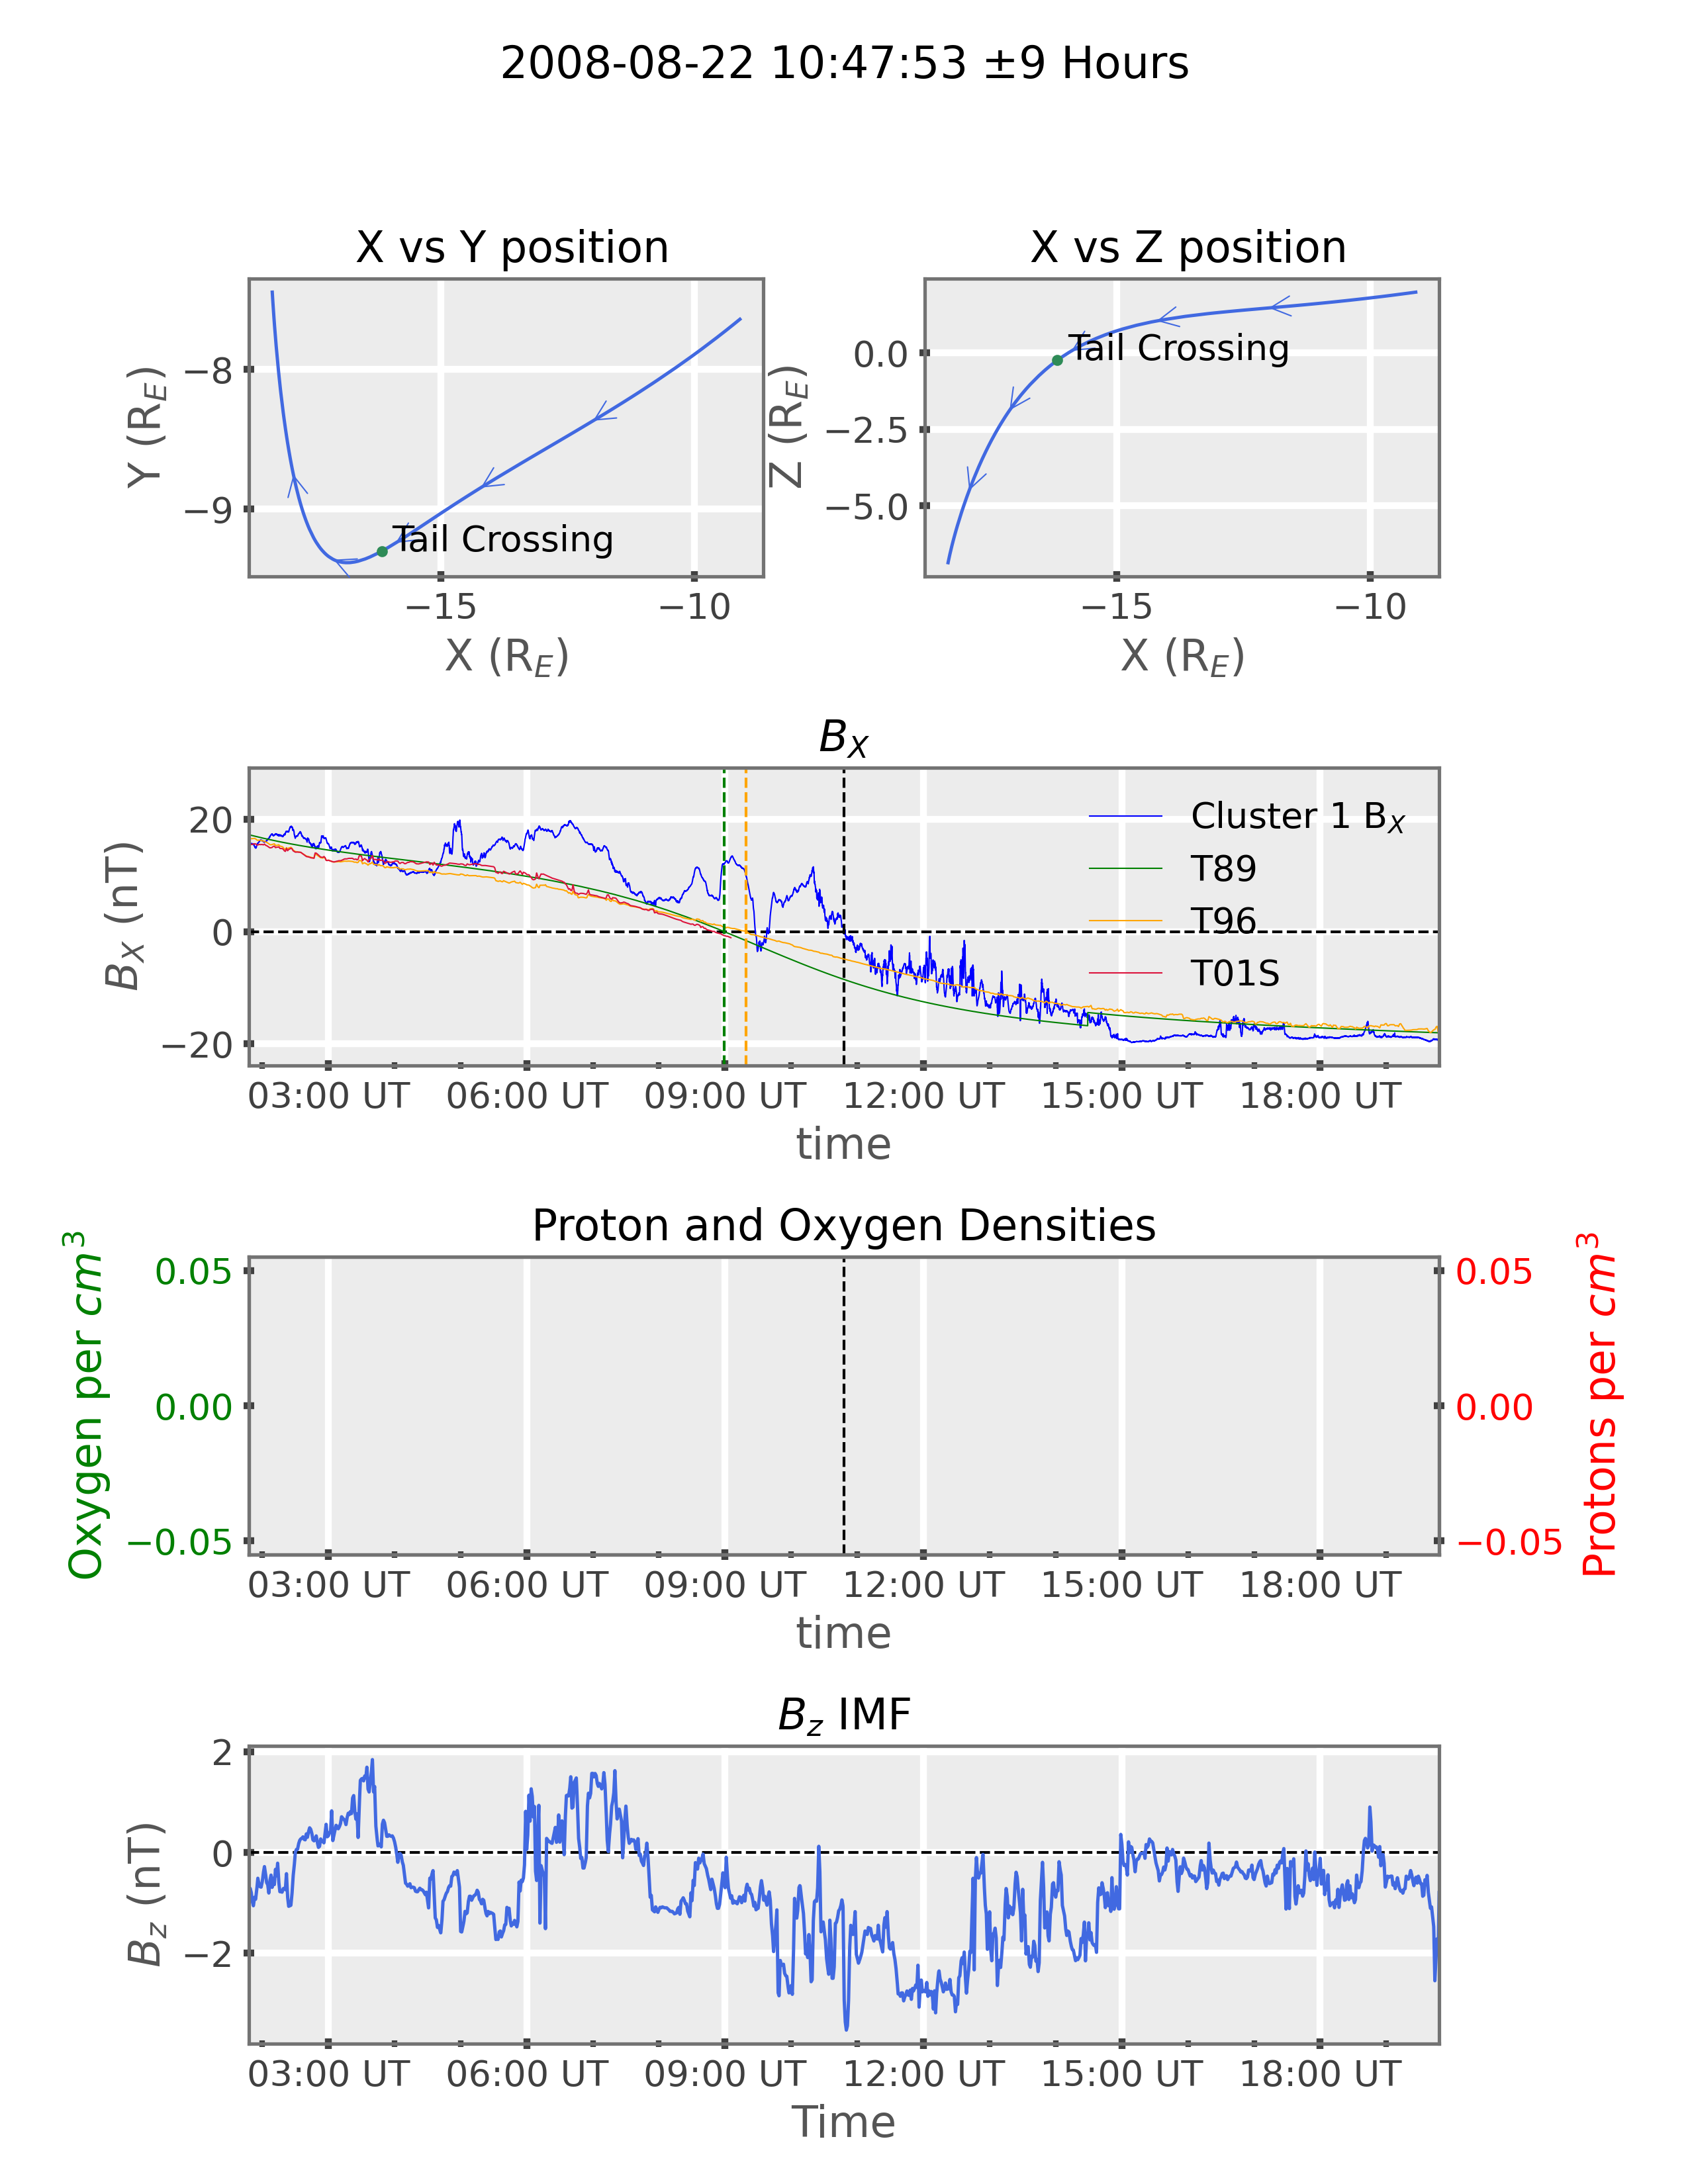 2008-08-22 10:47:53 ±9 Hours
X vs Y position
X vs Z position
Y (R_E)
−8
−9
Tail Crossing
−15
−10
X (R_E)
Z (R_E)
0.0
−2.5
−5.0
Tail Crossing
−15
−10
X (R_E)
B_X
B_X (nT)
20
0
−20
Cluster 1 B_X
T89
T96
T01S
03:00 UT
06:00 UT
09:00 UT
12:00 UT
15:00 UT
18:00 UT
time
Proton and Oxygen Densities
Oxygen per cm³
0.05
0.00
−0.05
0.05
0.00
−0.05
Protons per cm³
03:00 UT
06:00 UT
09:00 UT
12:00 UT
15:00 UT
18:00 UT
time
B_z IMF
B_z (nT)
2
0
−2
03:00 UT
06:00 UT
09:00 UT
12:00 UT
15:00 UT
18:00 UT
Time